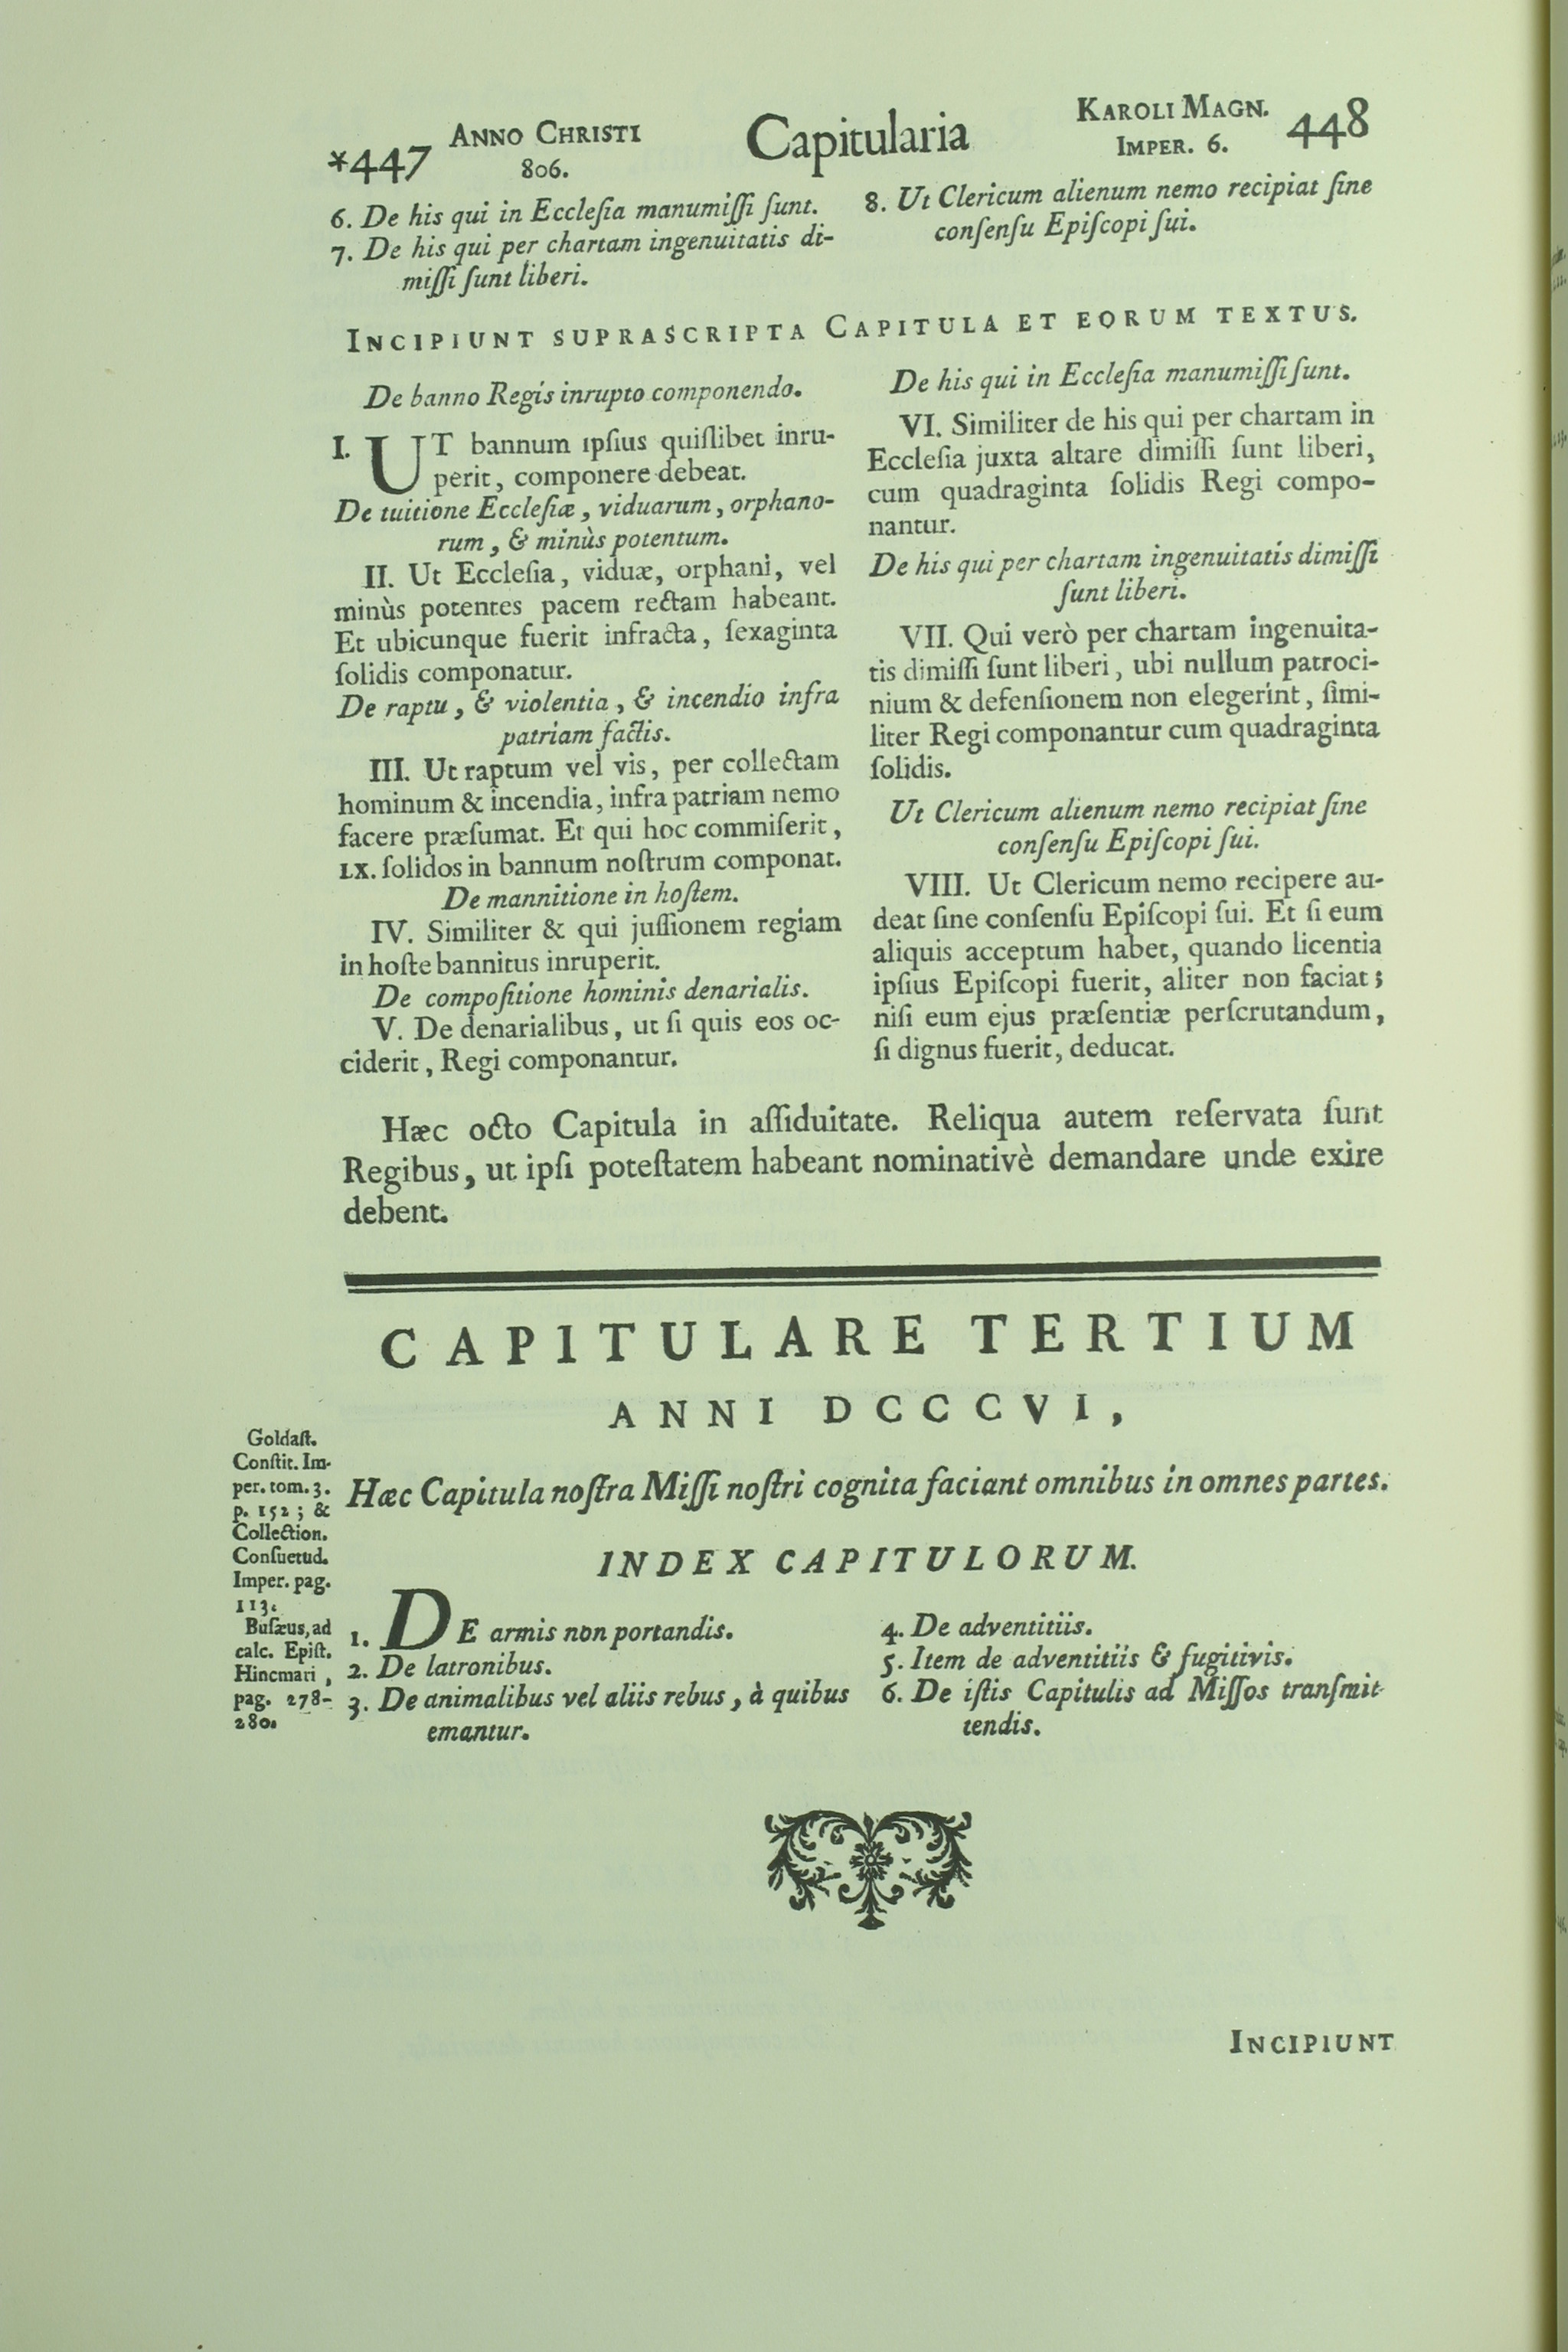 *447 ANNO CHRISTI 806. Capitularia KAROLI MAGN. IMPER. 6. 448
6. De his qui in Eccleſia manumiſſi ſunt.
7. De his qui per chartam ingenuitatis di-
miſſi ſunt liberi.
8. Ut Clericum alienum nemo recipiat ſine
conſenſu Epiſcopi ſui.
INCIPIUNT SUPRASCRIPTA CAPITULA ET EORUM TEXTUS.
De banno Regis inrupto componendo.
I. UT bannum ipſius quiſlibet inru-
perit, componere debeat.
De tuitione Eccleſiæ, viduarum, orphano-
rum, & minùs potentum.
II. Ut Eccleſia, viduæ, orphani, vel
minùs potentes pacem rectam habeant.
Et ubicunque fuerit infracta, ſexaginta
ſolidis componatur.
De raptu, & violentia, & incendio infra
patriam factis.
III. Ut raptum vel vis, per collectam
hominum & incendia, infra patriam nemo
facere præſumat. Et qui hoc commiſerit,
LX. ſolidos in bannum noſtrum componat.
De mannitione in hoſtem.
IV. Similiter & qui juſſionem regiam
in hoſte bannitus inruperit.
De compoſitione hominis denarialis.
V. De denarialibus, ut ſi quis eos oc-
ciderit, Regi componantur.
De his qui in Eccleſia manumiſſi ſunt.
VI. Similiter de his qui per chartam in
Eccleſia juxta altare dimiſſi ſunt liberi,
cum quadraginta ſolidis Regi compo-
nantur.
De his qui per chartam ingenuitatis dimiſſi
ſunt liberi.
VII. Qui verò per chartam ingenuita-
tis dimiſſi ſunt liberi, ubi nullum patroci-
nium & defenſionem non elegerint, ſimi-
liter Regi componantur cum quadraginta
ſolidis.
Ut Clericum alienum nemo recipiat ſine
conſenſu Epiſcopi ſui.
VIII. Ut Clericum nemo recipere au-
deat ſine conſenſu Epiſcopi ſui. Et ſi eum
aliquis acceptum habet, quando licentia
ipſius Epiſcopi fuerit, aliter non faciat;
niſi eum ejus præſentiæ perſcrutandum,
ſi dignus fuerit, deducat.
Hæc octo Capitula in aſſiduitate. Reliqua autem reſervata ſunt
Regibus, ut ipſi poteſtatem habeant nominativè demandare unde exire
debent.
CAPITULARE TERTIUM
ANNI DCCCVI,
Goldaſt.
Conſtit. Im-
per. tom. 3.
p. 152; &
Collection.
Conſuetud.
Imper. pag.
113.
Buſæus, ad
calc. Epiſt.
Hincmari,
pag. 278-
280.
Hæc Capitula noſtra Miſſi noſtri cognita faciant omnibus in omnes partes.
INDEX CAPITULORUM.
1. DE armis non portandis.
2. De latronibus.
3. De animalibus vel aliis rebus, à quibus
emantur.
4. De adventitiis.
5. Item de adventitiis & fugitivis.
6. De iſtis Capitulis ad Miſſos tranſmit-
tendis.
INCIPIUNT